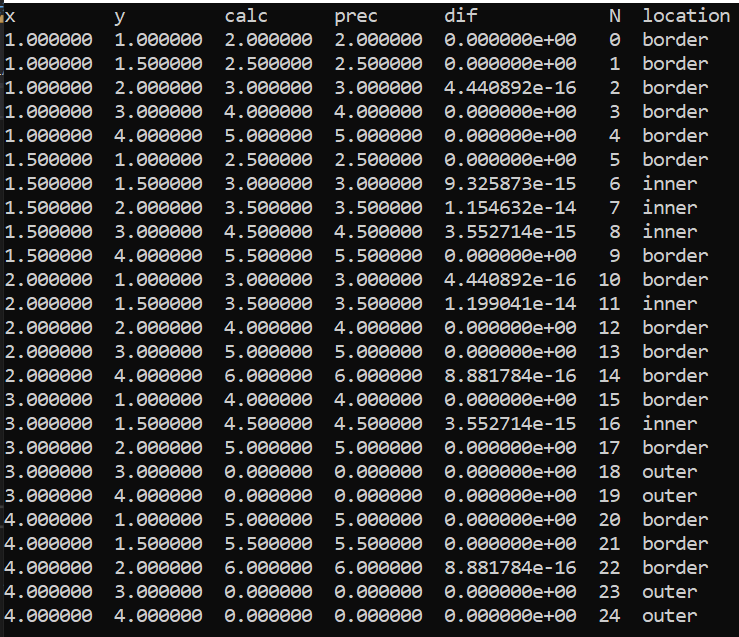 x y calc prec dif N location
1.000000 1.000000 2.000000 2.000000 0.000000e+00 0 border
1.000000 1.500000 2.500000 2.500000 0.000000e+00 1 border
1.000000 2.000000 3.000000 3.000000 4.440892e-16 2 border
1.000000 3.000000 4.000000 4.000000 0.000000e+00 3 border
1.000000 4.000000 5.000000 5.000000 0.000000e+00 4 border
1.500000 1.000000 2.500000 2.500000 0.000000e+00 5 border
1.500000 1.500000 3.000000 3.000000 9.325873e-15 6 inner
1.500000 2.000000 3.500000 3.500000 1.154632e-14 7 inner
1.500000 3.000000 4.500000 4.500000 3.552714e-15 8 inner
1.500000 4.000000 5.500000 5.500000 0.000000e+00 9 border
2.000000 1.000000 3.000000 3.000000 4.440892e-16 10 border
2.000000 1.500000 3.500000 3.500000 1.199041e-14 11 inner
2.000000 2.000000 4.000000 4.000000 0.000000e+00 12 border
2.000000 3.000000 5.000000 5.000000 0.000000e+00 13 border
2.000000 4.000000 6.000000 6.000000 8.881784e-16 14 border
3.000000 1.000000 4.000000 4.000000 0.000000e+00 15 border
3.000000 1.500000 4.500000 4.500000 3.552714e-15 16 inner
3.000000 2.000000 5.000000 5.000000 0.000000e+00 17 border
3.000000 3.000000 0.000000 0.000000 0.000000e+00 18 outer
3.000000 4.000000 0.000000 0.000000 0.000000e+00 19 outer
4.000000 1.000000 5.000000 5.000000 0.000000e+00 20 border
4.000000 1.500000 5.500000 5.500000 0.000000e+00 21 border
4.000000 2.000000 6.000000 6.000000 8.881784e-16 22 border
4.000000 3.000000 0.000000 0.000000 0.000000e+00 23 outer
4.000000 4.000000 0.000000 0.000000 0.000000e+00 24 outer